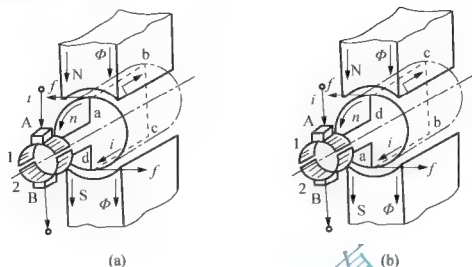 N Φ b
i f
A n a
1 c
d i
2 B S f
Φ
(a)
N Φ c
f
i
A n d
1 b
a i
2 B S f
Φ
(b)